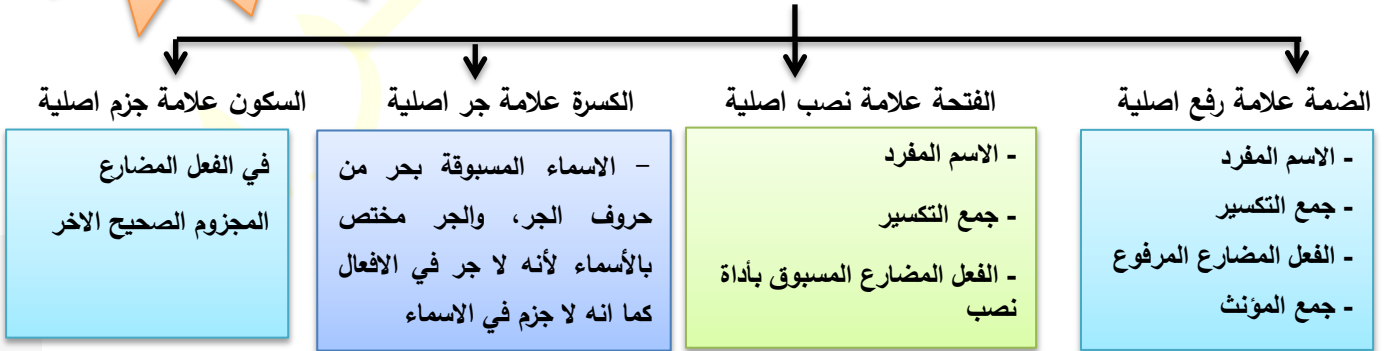 الضمة علامة رفع اصلية
- الاسم المفرد
- جمع التكسير
- الفعل المضارع المرفوع
- جمع المؤنث
الفتحة علامة نصب اصلية
- الاسم المفرد
- جمع التكسير
- الفعل المضارع المسبوق بأداة
نصب
الكسرة علامة جر اصلية
- الاسماء المسبوقة بحر من
حروف الجر، والجر مختص
بالأسماء لأنه لا جر في الافعال
كما انه لا جزم في الاسماء
السكون علامة جزم اصلية
في الفعل المضارع
المجزوم الصحيح الاخر